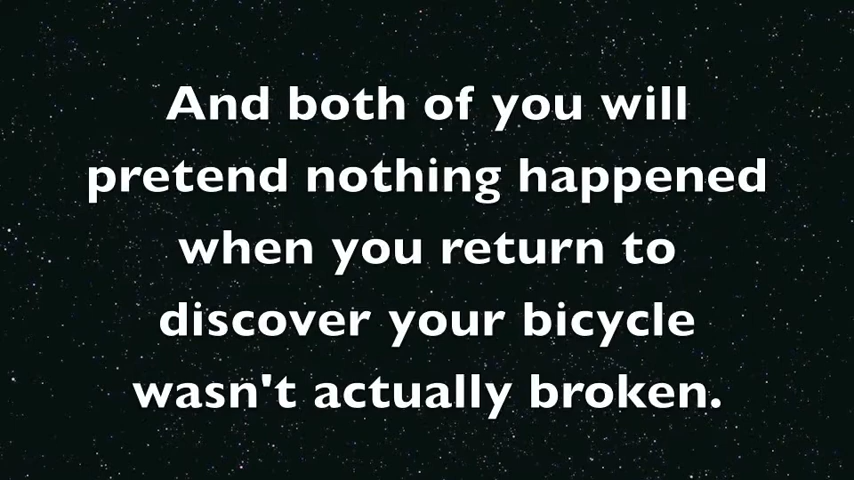 And both of you will
pretend nothing happened
when you return to
discover your bicycle
wasn't actually broken.